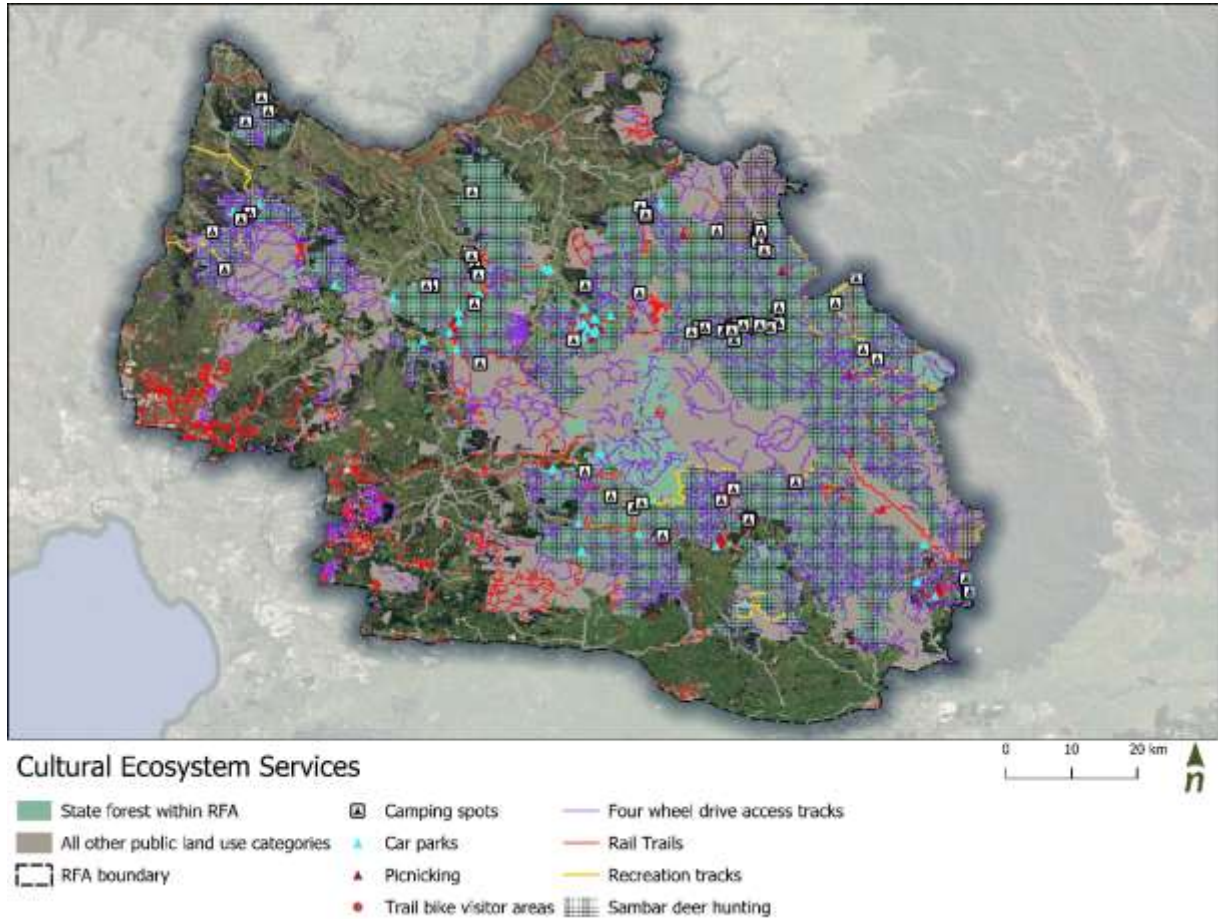 0 10 20 km
n
Cultural Ecosystem Services
State forest within RFA
All other public land use categories
RFA boundary
Camping spots
Car parks
Picnicking
Trail bike visitor areas
Four wheel drive access tracks
Rail Trails
Recreation tracks
Sambar deer hunting